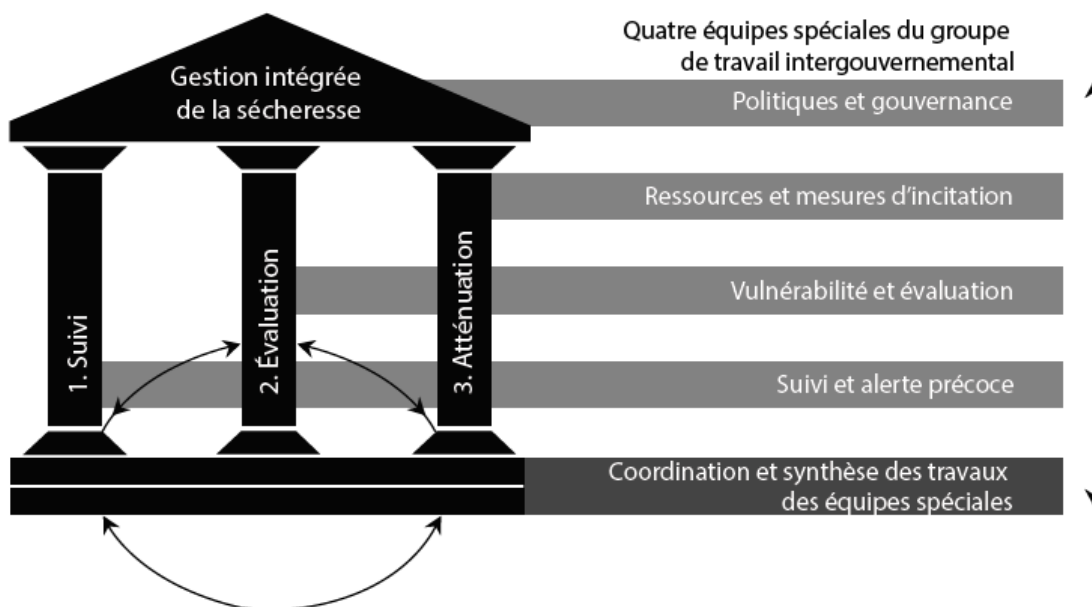 Gestion intégrée
de la sécheresse
Quatre équipes spéciales du groupe
de travail intergouvernemental
Politiques et gouvernance
Ressources et mesures d'incitation
Vulnérabilité et évaluation
Suivi et alerte précoce
Coordination et synthèse des travaux
des équipes spéciales
1. Suivi
2. Évaluation
3. Atténuation